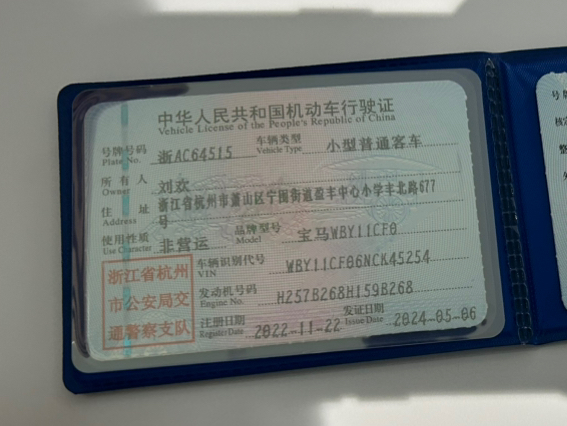 中华人民共和国机动车行驶证
Vehicle License of the People's Republic of China
号牌号码 浙AC64515 车辆类型 小型普通客车
Plate No. Vehicle Type
所有人 刘欢
Owner
住址 浙江省杭州市萧山区宁围街道盈丰中心小学丰北路677
Address 号
使用性质 非营运 品牌型号 宝马WBY11CF0
Use Character Model
车辆识别代号 WBY11CF06NCK45254
VIN
发动机号码 H257B268H159B268
Engine No.
注册日期 2022-11-22 发证日期 2024-05-06
Register Date Issue Date
浙江省杭州
市公安局交
通警察支队
号牌